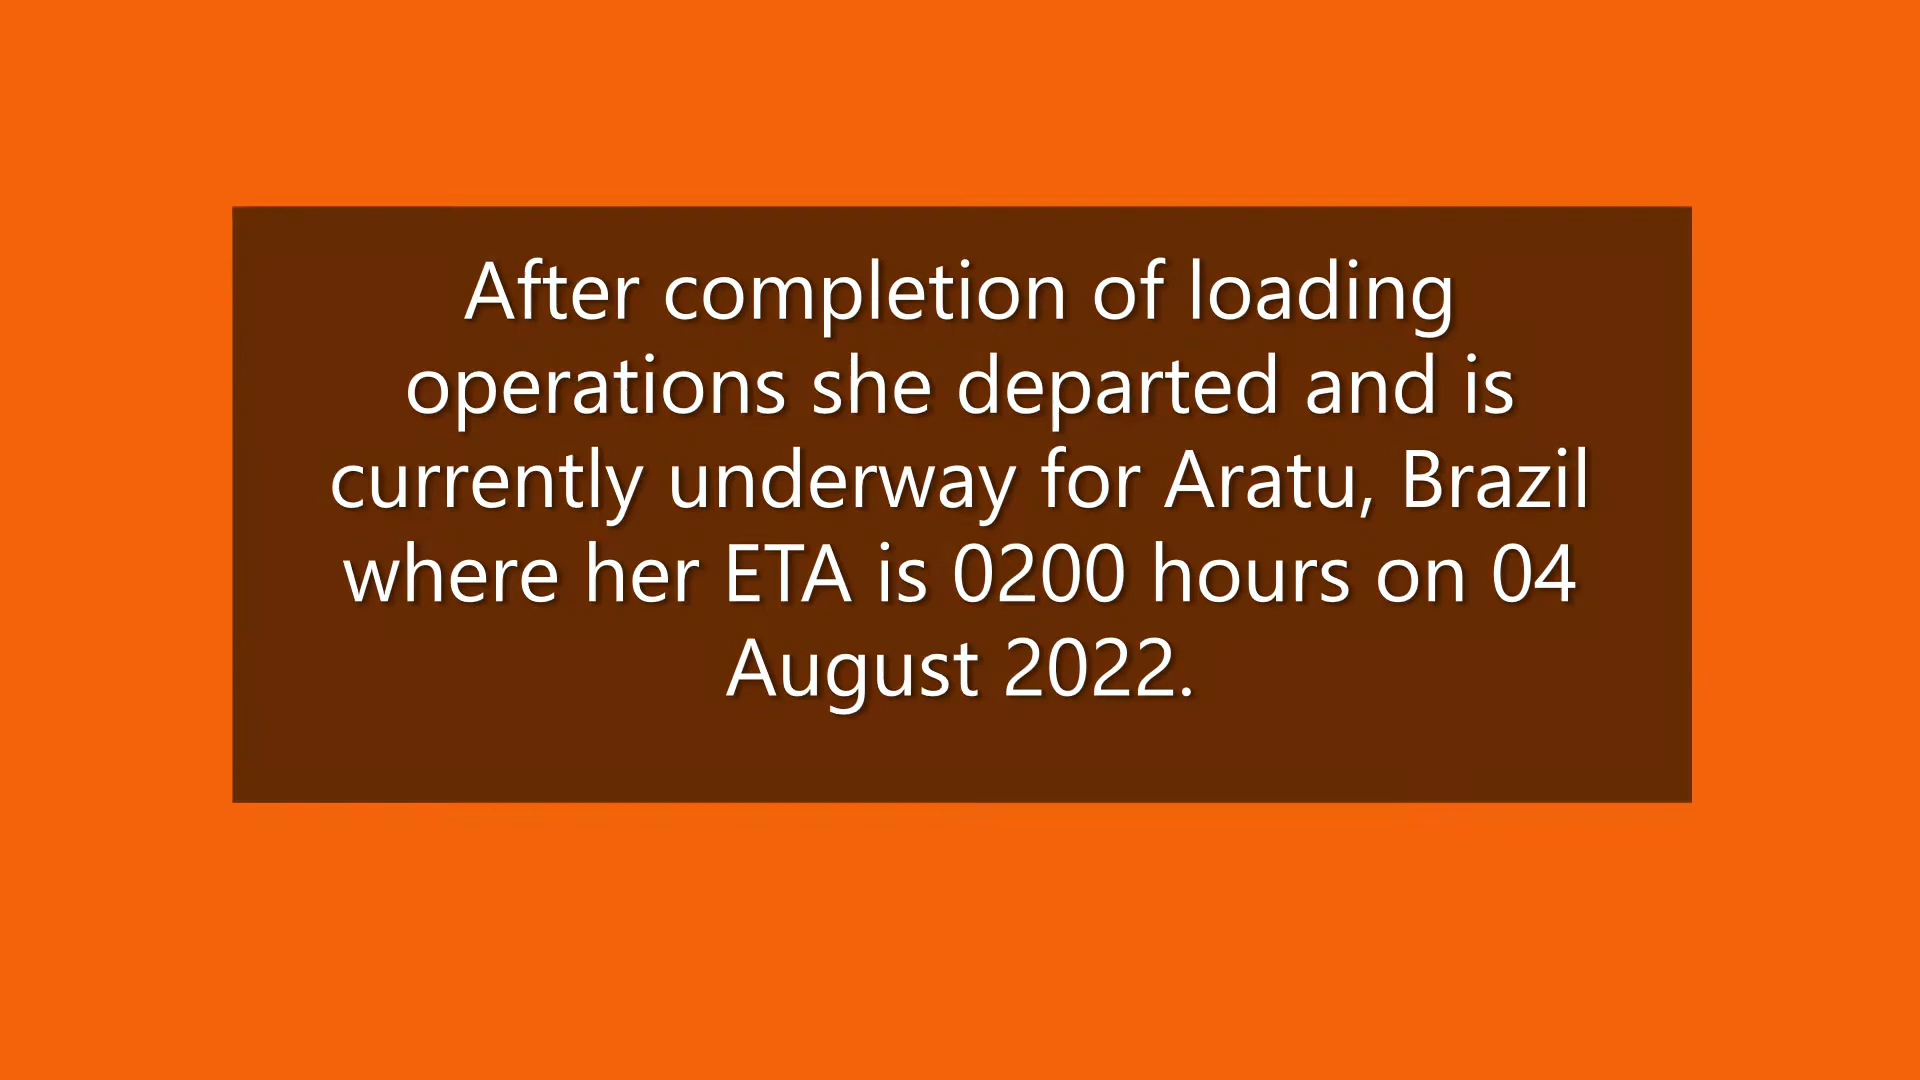 After completion of loading
operations she departed and is
currently underway for Aratu, Brazil
where her ETA is 0200 hours on 04
August 2022.